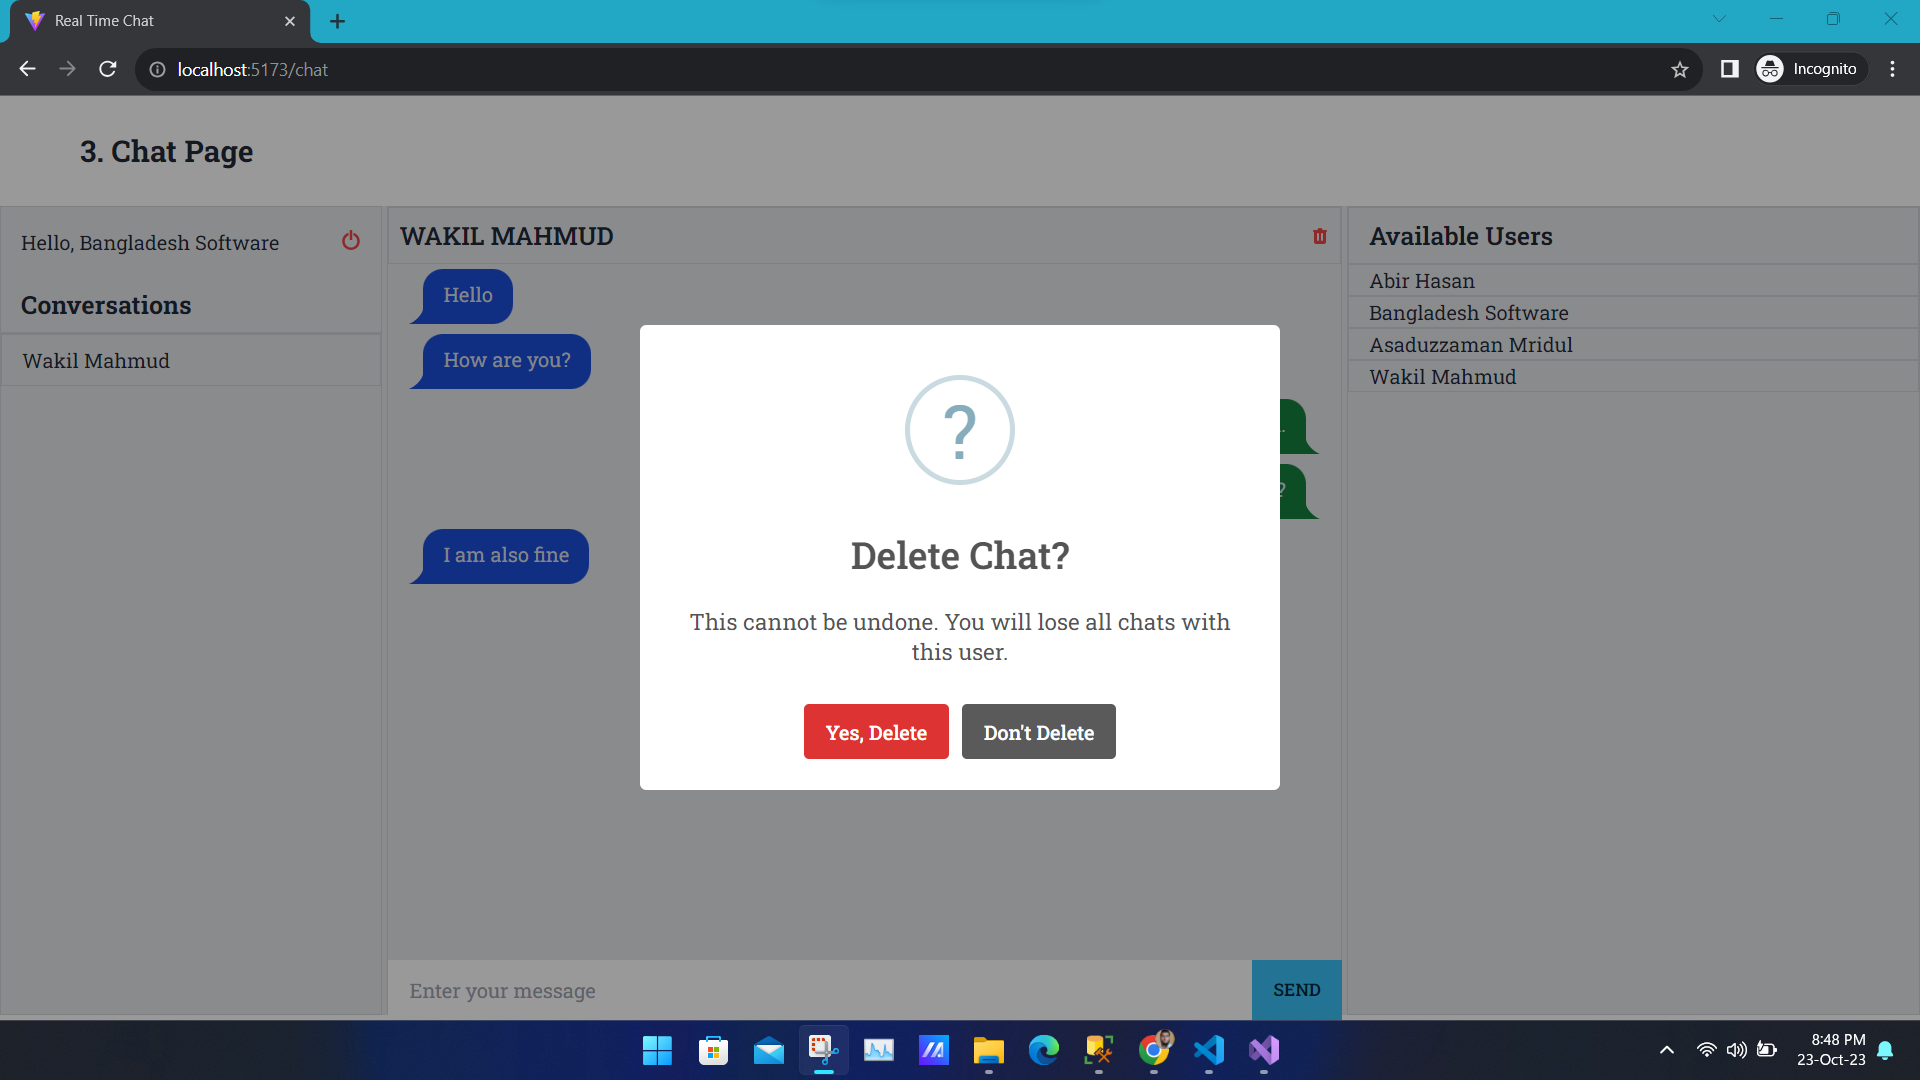 Real Time Chat
localhost:5173/chat
Incognito
3. Chat Page
Hello, Bangladesh Software
Conversations
Wakil Mahmud
WAKIL MAHMUD
Hello
How are you?
.
?
I am also fine
Enter your message
SEND
Available Users
Abir Hasan
Bangladesh Software
Asaduzzaman Mridul
Wakil Mahmud
?
Delete Chat?
This cannot be undone. You will lose all chats with
this user.
Yes, Delete
Don't Delete
8:48 PM
23-Oct-23